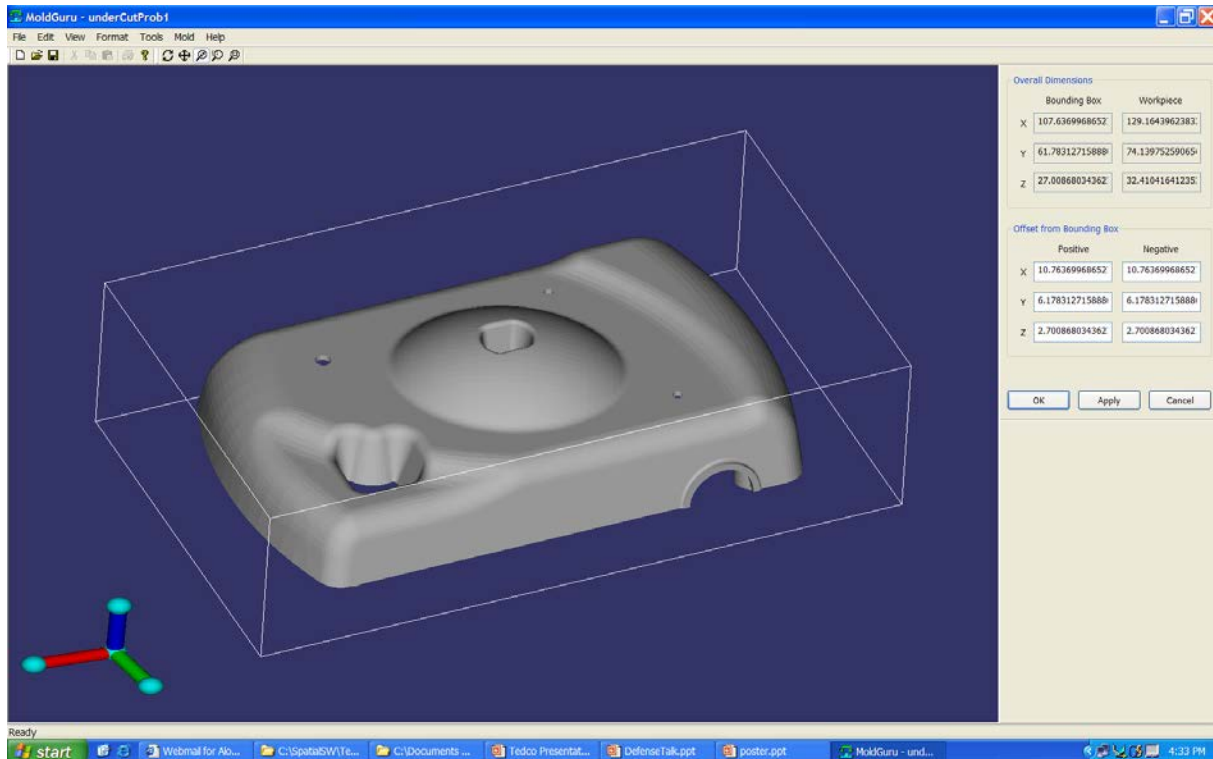 MoldGuru - underCutProb1
File Edit View Format Tools Mold Help
Overall Dimensions
Bounding Box Workpiece
X 107.6369968652 129.1643962383
Y 61.7831271588 74.1397525906
Z 27.00868034362 32.4104164123
Offset from Bounding Box
Positive Negative
X 10.76369968652 10.76369968652
Y 6.178312715888 6.178312715888
Z 2.700868034362 2.700868034362
OK Apply Cancel
Ready
start Webmail for Alo... C:\SpatialSW\Te... C:\Documents ... Tedco Presentat... DefenseTalk.ppt poster.ppt MoldGuru - und... 4:33 PM